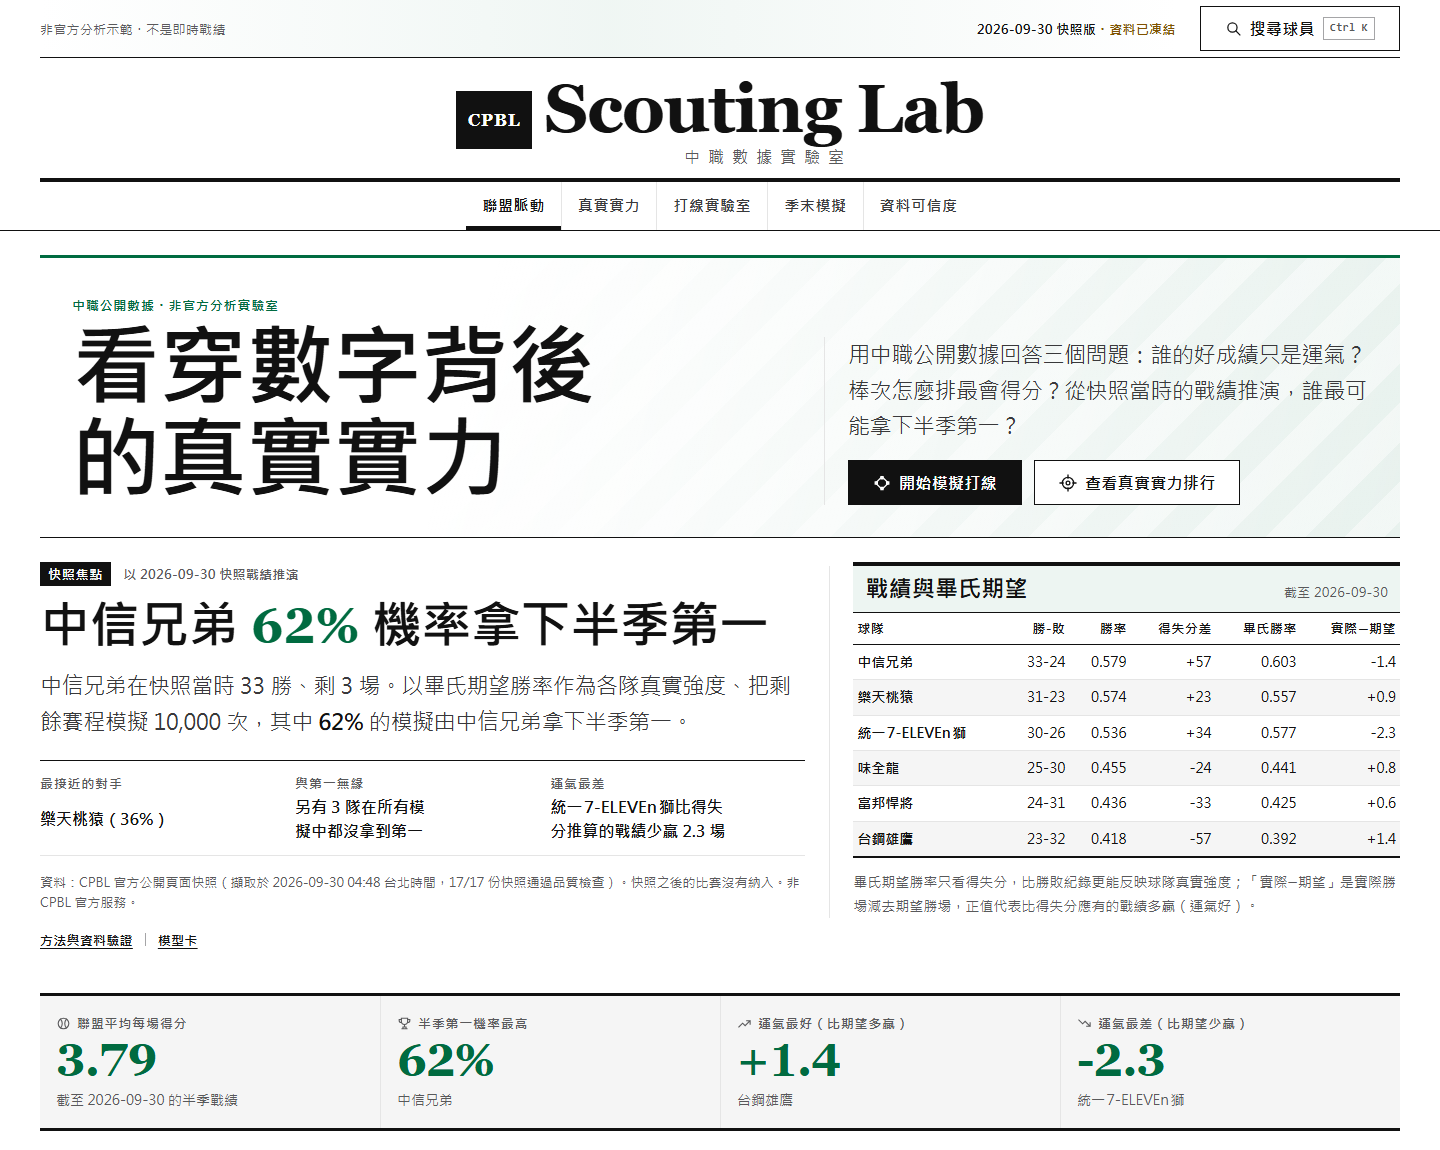 非官方分析示範・不是即時戰績
2026-09-30 快照版・資料已凍結
搜尋球員 Ctrl K
CPBL Scouting Lab
中職數據實驗室
聯盟脈動 真實實力 打線實驗室 季末模擬 資料可信度
中職公開數據・非官方分析實驗室
看穿數字背後
的真實實力
用中職公開數據回答三個問題：誰的好成績只是運氣？
棒次怎麼排最會得分？從快照當時的戰績推演，誰最可
能拿下半季第一？
開始模擬打線 查看真實實力排行
快照焦點 以 2026-09-30 快照戰績推演
中信兄弟 62% 機率拿下半季第一
中信兄弟在快照當時 33 勝、剩 3 場。以畢氏期望勝率作為各隊真實強度、把剩
餘賽程模擬 10,000 次，其中 62% 的模擬由中信兄弟拿下半季第一。
最接近的對手
樂天桃猿（36%）
與第一無緣
另有 3 隊在所有模
擬中都沒拿到第一
運氣最差
統一7-ELEVEn獅比得失
分推算的戰績少贏 2.3 場
資料：CPBL 官方公開頁面快照（擷取於 2026-09-30 04:48 台北時間，17/17 份快照通過品質檢查）。快照之後的比賽沒有納入。非
CPBL 官方服務。
方法與資料驗證 模型卡
戰績與畢氏期望 截至 2026-09-30
球隊 勝-敗 勝率 得失分差 畢氏勝率 實際−期望
中信兄弟 33-24 0.579 +57 0.603 -1.4
樂天桃猿 31-23 0.574 +23 0.557 +0.9
統一7-ELEVEn獅 30-26 0.536 +34 0.577 -2.3
味全龍 25-30 0.455 -24 0.441 +0.8
富邦悍將 24-31 0.436 -33 0.425 +0.6
台鋼雄鷹 23-32 0.418 -57 0.392 +1.4
畢氏期望勝率只看得失分，比勝敗紀錄更能反映球隊真實強度；「實際−期望」是實際勝
場減去期望勝場，正值代表比得失分應有的戰績多贏（運氣好）。
聯盟平均每場得分
3.79
截至 2026-09-30 的半季戰績
半季第一機率最高
62%
中信兄弟
運氣最好（比期望多贏）
+1.4
台鋼雄鷹
運氣最差（比期望少贏）
-2.3
統一7-ELEVEn獅